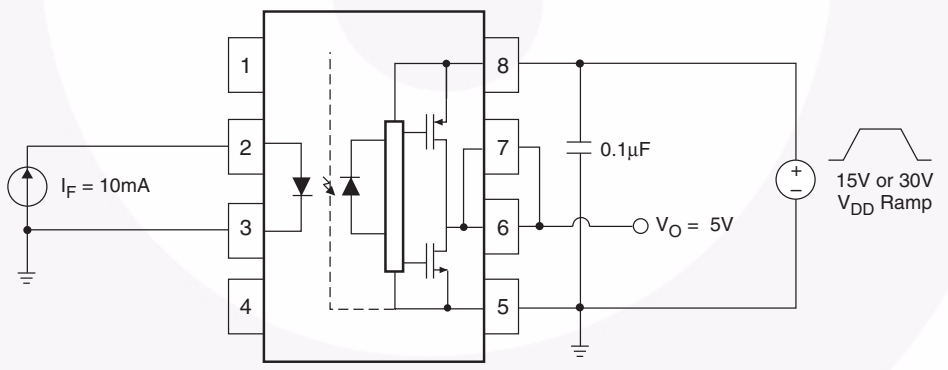 1
8
2
7
I_F = 10mA
0.1μF
+
−
15V or 30V
V_DD Ramp
3
6
V_O = 5V
4
5